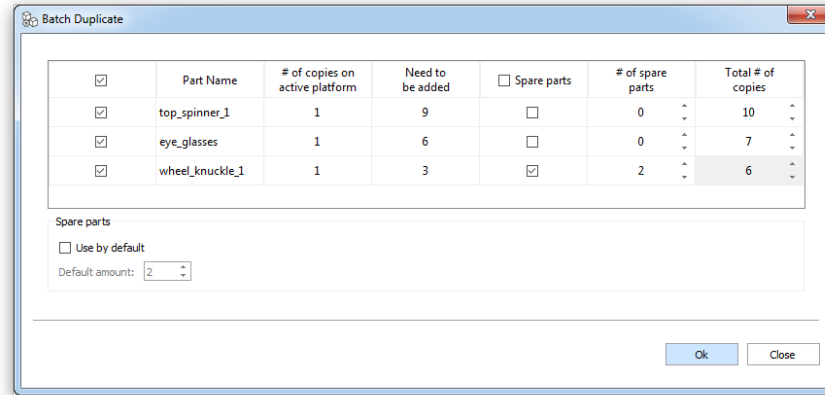 Batch Duplicate
Part Name
# of copies on
active platform
Need to
be added
Spare parts
# of spare
parts
Total # of
copies
top_spinner_1 1 9 0 10
eye_glasses 1 6 0 7
wheel_knuckle_1 1 3 2 6
Spare parts
Use by default
Default amount: 2
Ok Close